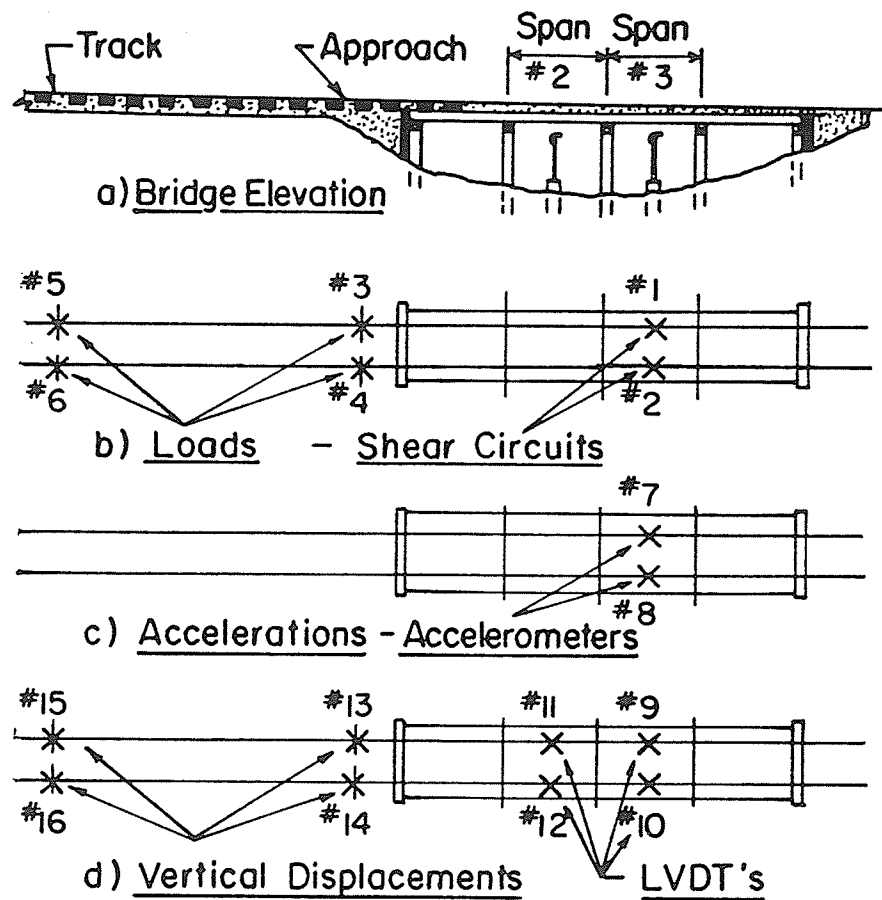 Track
Approach
Span Span
#2 #3
a) Bridge Elevation
#5 #3 #1
#6 #4 #2
b) Loads - Shear Circuits
#7
#8
c) Accelerations - Accelerometers
#15 #13 #11 #9
#16 #14 #12 #10
d) Vertical Displacements LVDT's